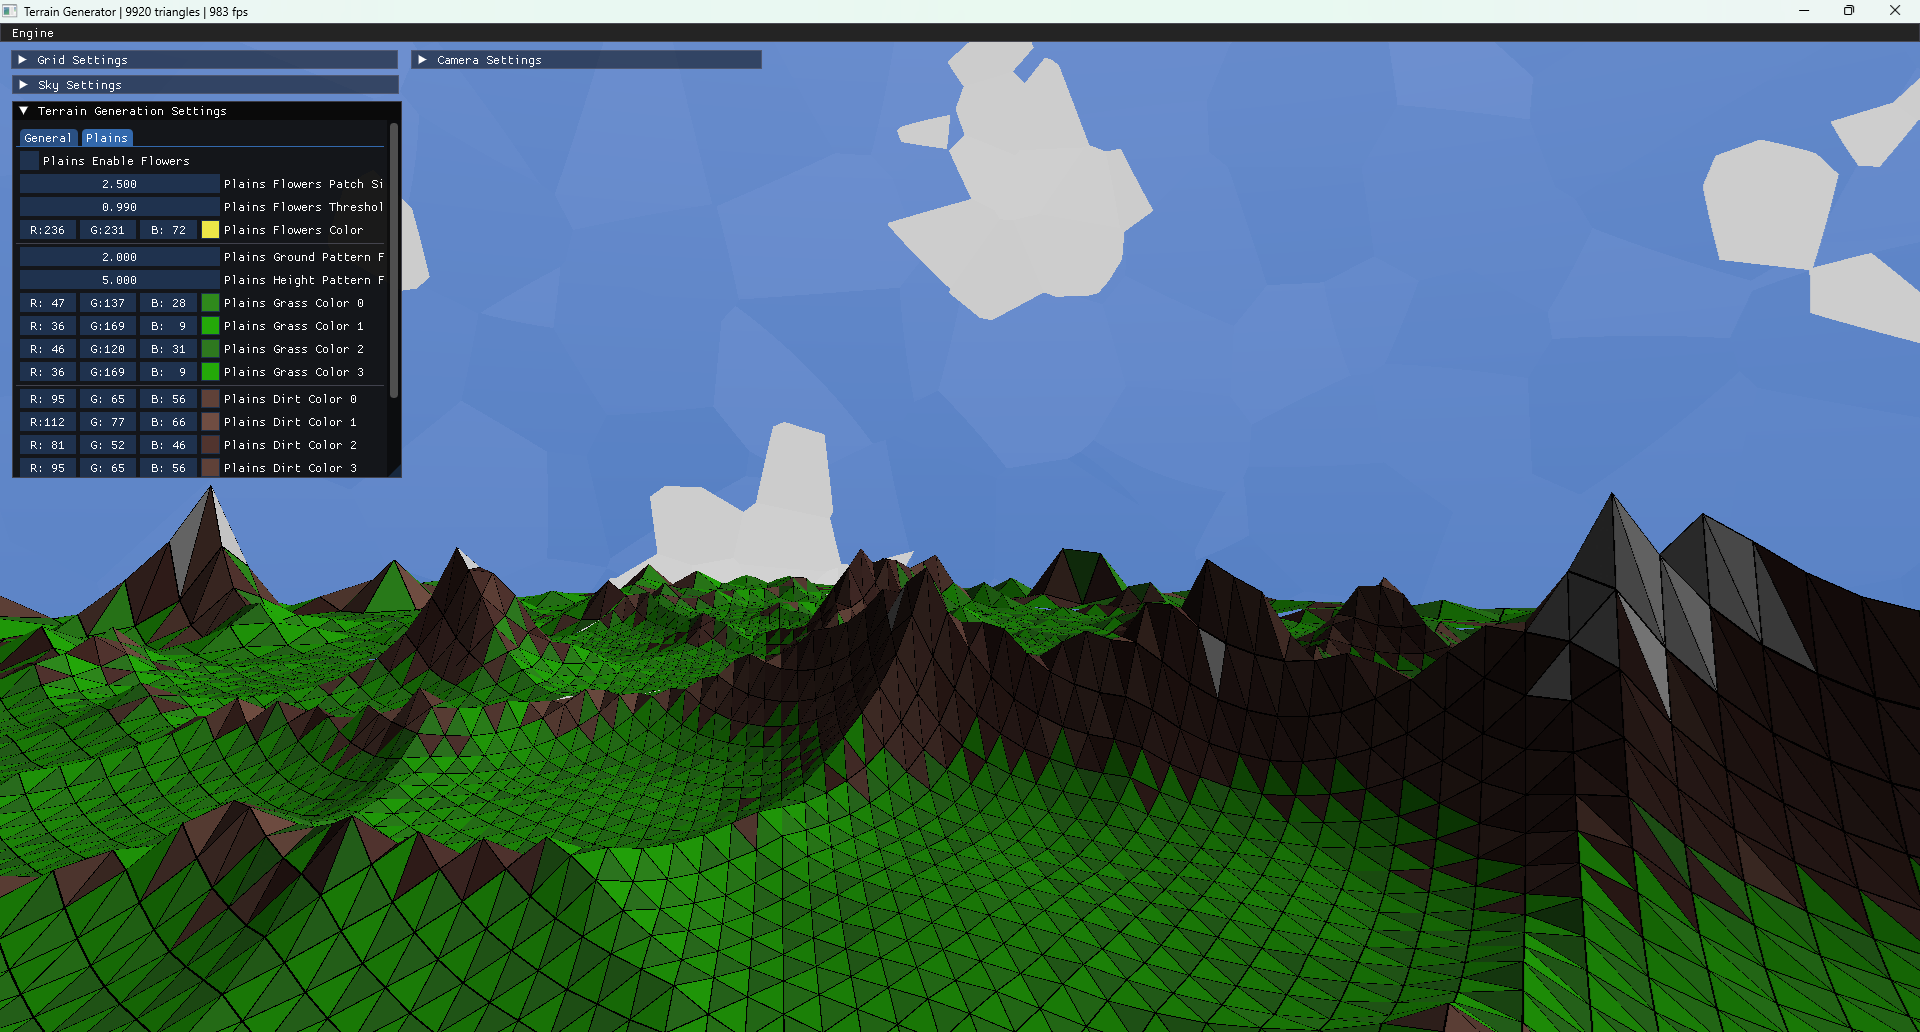 Terrain Generator | 9920 triangles | 983 fps
Engine
Grid Settings
Camera Settings
Sky Settings
Terrain Generation Settings
General Plains
Plains Enable Flowers
2.500 Plains Flowers Patch Si
0.990 Plains Flowers Threshol
R:236 G:231 B: 72 Plains Flowers Color
2.000 Plains Ground Pattern F
5.000 Plains Height Pattern F
R: 47 G:137 B: 28 Plains Grass Color 0
R: 36 G:169 B: 9 Plains Grass Color 1
R: 46 G:120 B: 31 Plains Grass Color 2
R: 36 G:169 B: 9 Plains Grass Color 3
R: 95 G: 65 B: 56 Plains Dirt Color 0
R:112 G: 77 B: 66 Plains Dirt Color 1
R: 81 G: 52 B: 46 Plains Dirt Color 2
R: 95 G: 65 B: 56 Plains Dirt Color 3